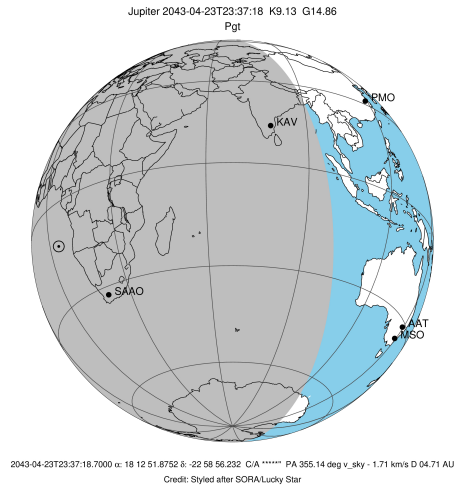 Jupiter 2043-04-23T23:37:18 K9.13 G14.86
Pgt
PMO
KAV
SAAO
AAT
MSO
2043-04-23T23:37:18.7000 α: 18 12 51.8752 δ: -22 58 56.232 C/A *****" PA 355.14 deg v_sky - 1.71 km/s D 04.71 AU
Credit: Styled after SORA/Lucky Star